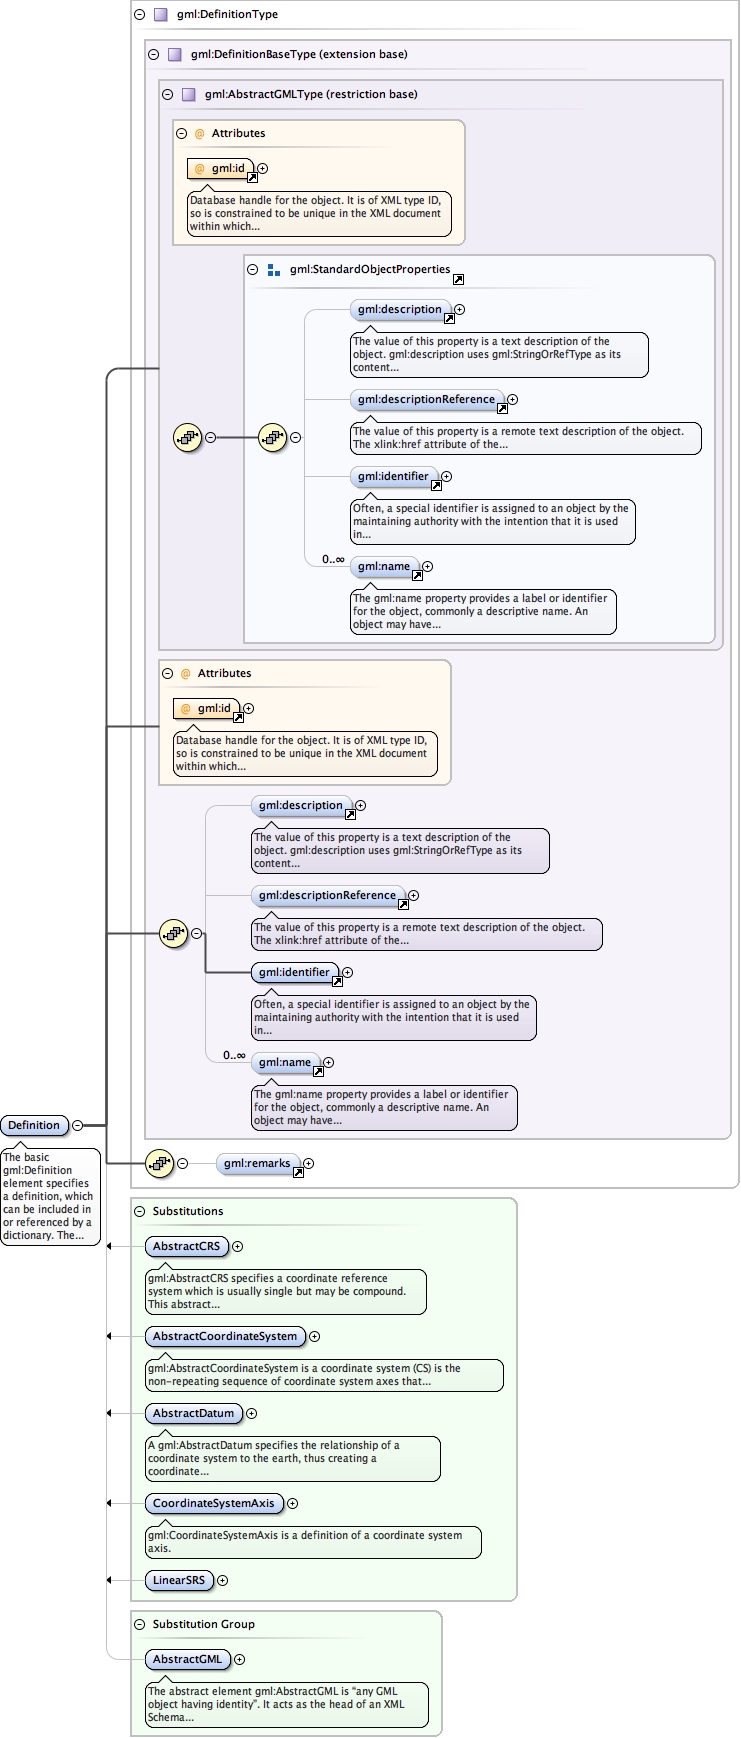 gml:DefinitionType
gml:DefinitionBaseType (extension base)
gml:AbstractGMLType (restriction base)
@ Attributes
@ gml:id
Database handle for the object. It is of XML type ID,
so is constrained to be unique in the XML document
within which...
gml:StandardObjectProperties
gml:description
The value of this property is a text description of the
object. gml:description uses gml:StringOrRefType as its
content...
gml:descriptionReference
The value of this property is a remote text description of the object.
The xlink:href attribute of the...
gml:identifier
Often, a special identifier is assigned to an object by the
maintaining authority with the intention that it is used
in...
0..∞
gml:name
The gml:name property provides a label or identifier
for the object, commonly a descriptive name. An
object may have...
@ Attributes
@ gml:id
Database handle for the object. It is of XML type ID,
so is constrained to be unique in the XML document
within which...
gml:description
The value of this property is a text description of the
object. gml:description uses gml:StringOrRefType as its
content...
gml:descriptionReference
The value of this property is a remote text description of the object.
The xlink:href attribute of the...
gml:identifier
Often, a special identifier is assigned to an object by the
maintaining authority with the intention that it is used
in...
0..∞
gml:name
The gml:name property provides a label or identifier
for the object, commonly a descriptive name. An
object may have...
Definition
The basic
gml:Definition
element specifies
a definition, which
can be included in
or referenced by a
dictionary. The...
gml:remarks
Substitutions
AbstractCRS
gml:AbstractCRS specifies a coordinate reference
system which is usually single but may be compound.
This abstract...
AbstractCoordinateSystem
gml:AbstractCoordinateSystem is a coordinate system (CS) is the
non-repeating sequence of coordinate system axes that...
AbstractDatum
A gml:AbstractDatum specifies the relationship of a
coordinate system to the earth, thus creating a
coordinate...
CoordinateSystemAxis
gml:CoordinateSystemAxis is a definition of a coordinate system
axis.
LinearSRS
Substitution Group
AbstractGML
The abstract element gml:AbstractGML is “any GML
object having identity”. It acts as the head of an XML
Schema...